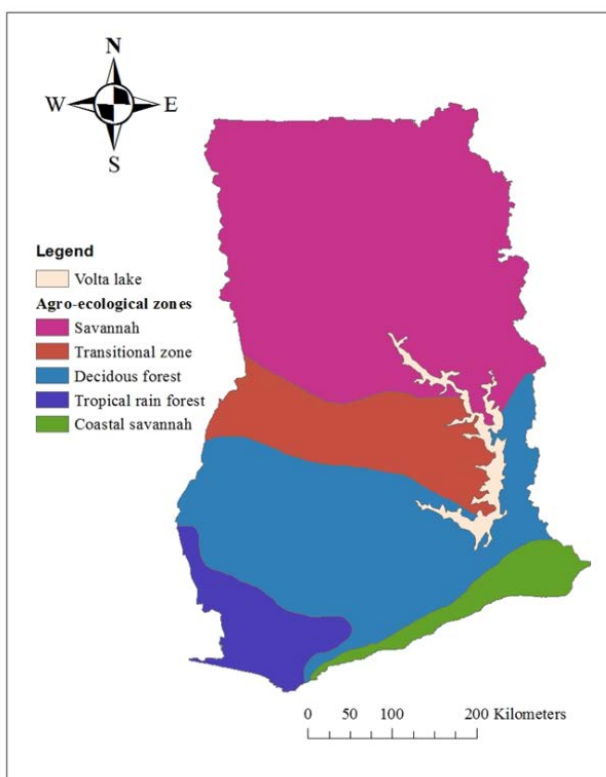 N
W E
S
Legend
Volta lake
Agro-ecological zones
Savannah
Transitional zone
Decidous forest
Tropical rain forest
Coastal savannah
0 50 100 200 Kilometers